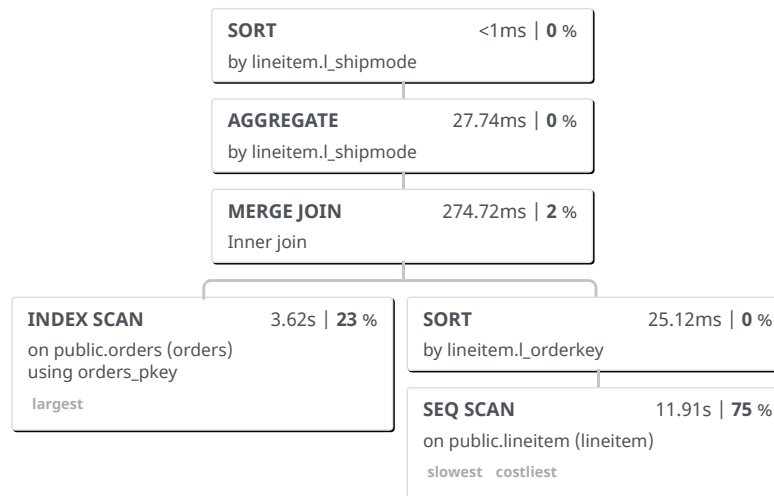 SORT <1ms | 0 %
by lineitem.l_shipmode
AGGREGATE 27.74ms | 0 %
by lineitem.l_shipmode
MERGE JOIN 274.72ms | 2 %
Inner join
INDEX SCAN 3.62s | 23 %
on public.orders (orders)
using orders_pkey
largest
SORT 25.12ms | 0 %
by lineitem.l_orderkey
SEQ SCAN 11.91s | 75 %
on public.lineitem (lineitem)
slowest costliest